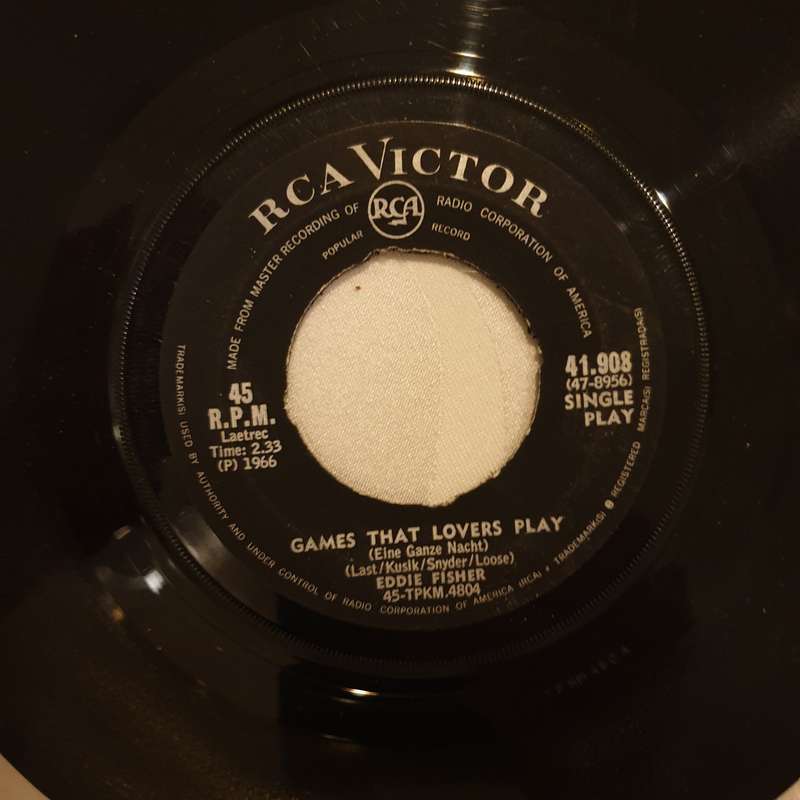 RCA VICTOR
RCA
MADE FROM MASTER RECORDING OF RADIO CORPORATION OF AMERICA
POPULAR RECORD
45
R.P.M.
Laetrec
Time: 2.33
(P) 1966
41.908
(47-8956)
SINGLE
PLAY
GAMES THAT LOVERS PLAY
(Eine Ganze Nacht)
(Last/Kusik/Snyder/Loose)
EDDIE FISHER
45-TPKM.4804
TRADEMARK(S) USED BY AUTHORITY AND UNDER CONTROL OF RADIO CORPORATION OF AMERICA (RCA) • TRADEMARK(S) ® REGISTERED MARCA(S) REGISTRADA(S)